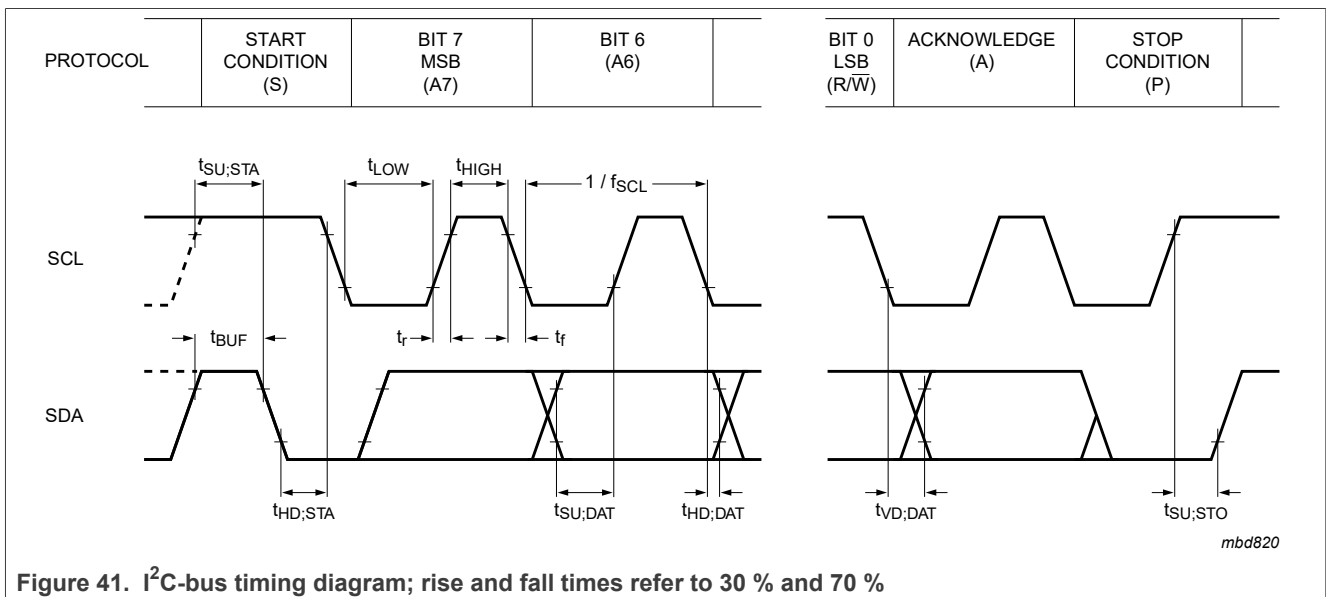 PROTOCOL
START
CONDITION
(S)
BIT 7
MSB
(A7)
BIT 6
(A6)
BIT 0
LSB
(R/W̅)
ACKNOWLEDGE
(A)
STOP
CONDITION
(P)
tSU;STA
tLOW
tHIGH
1 / fSCL
SCL
tBUF
tr
tf
SDA
tHD;STA
tSU;DAT
tHD;DAT
tVD;DAT
tSU;STO
mbd820
Figure 41. I²C-bus timing diagram; rise and fall times refer to 30 % and 70 %